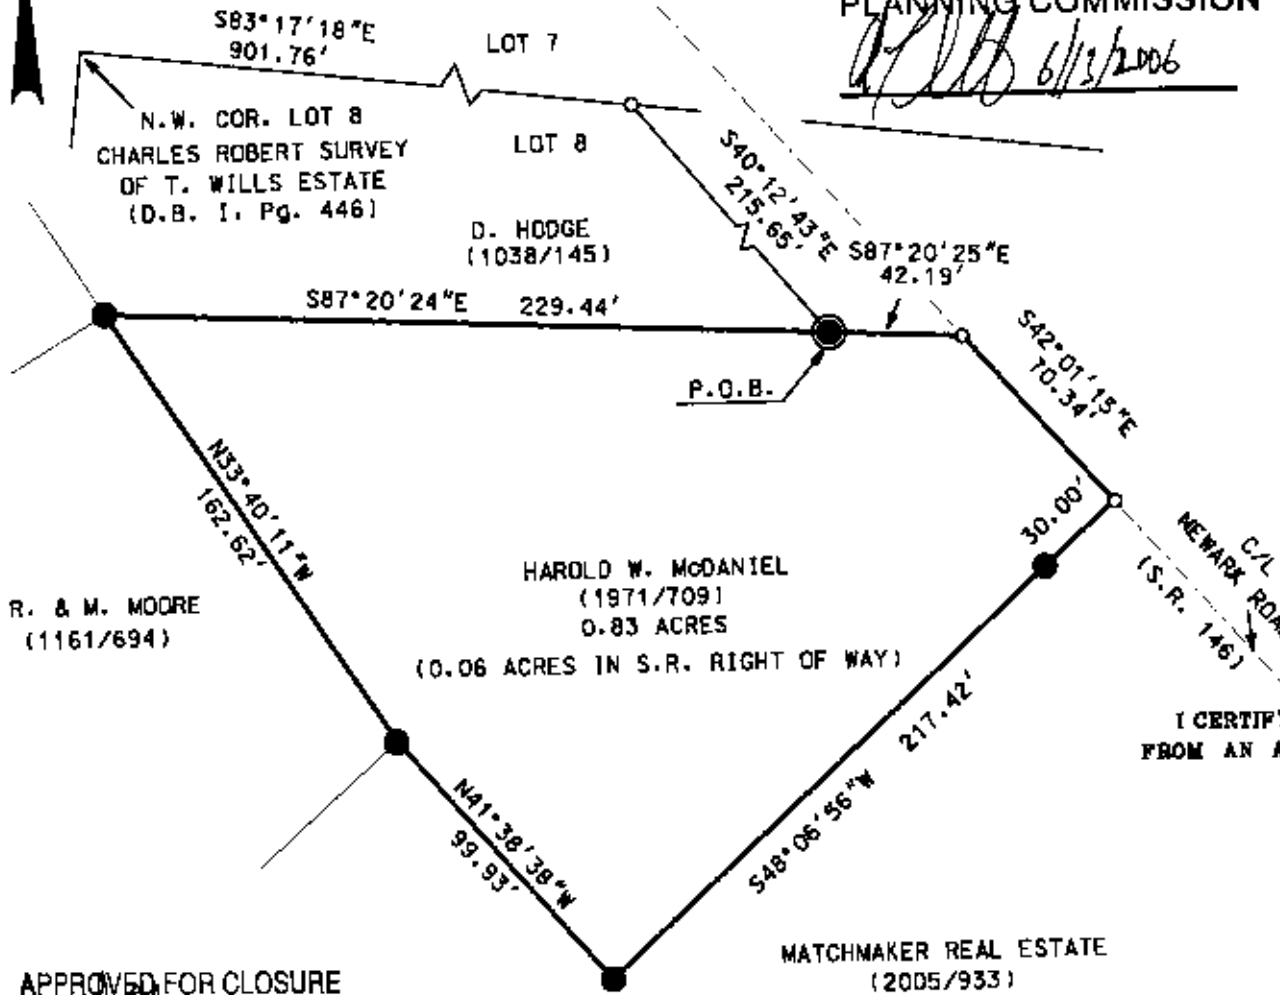 PLANNING COMMISSION
6/13/2006
S83°17'18"E
901.76'
LOT 7
N.W. COR. LOT 8
CHARLES ROBERT SURVEY
OF T. WILLS ESTATE
(D.B. I, Pg. 446)
LOT 8
S40°12'43"E
215.65'
D. HODGE
(1038/145)
S87°20'25"E
42.19'
S87°20'24"E 229.44'
P.O.B.
S42°01'15"E
70.34'
30.00'
C/L
NEWARK ROA
(S.R. 146)
N33°40'11"W
162.62'
HAROLD W. McDANIEL
(1971/709)
0.83 ACRES
(0.06 ACRES IN S.R. RIGHT OF WAY)
R. & M. MOORE
(1161/694)
S48°06'56"W 217.42'
I CERTIF
FROM AN A
N41°38'38"W
99.93'
MATCHMAKER REAL ESTATE
(2005/933)
APPROVED FOR CLOSURE